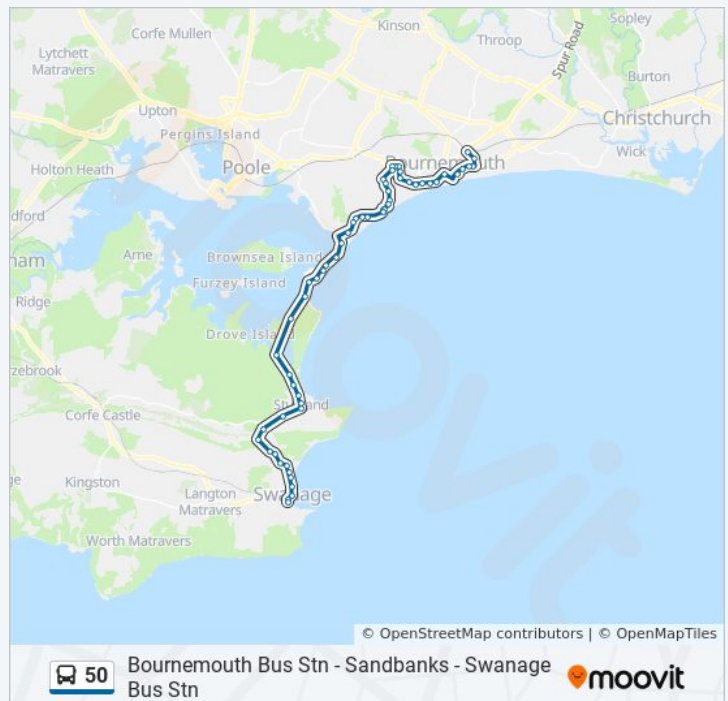 Corfe Mullen
Kinson
Throop
Sopley
Spur Road
Burton
Lytchett
Matravers
Upton
Christchurch
Pergins Island
Holton Heath
Poole
Bournemouth
Wick
dford
ham
Arne
Brownsea Island
Furzey Island
Ridge
Drove Island
rzebrook
Corfe Castle
Studland
Kingston
Langton
Matravers
Swanage
Worth Matravers
moovit
© OpenStreetMap contributors | © OpenMapTiles
50
Bournemouth Bus Stn - Sandbanks - Swanage
Bus Stn
moovit